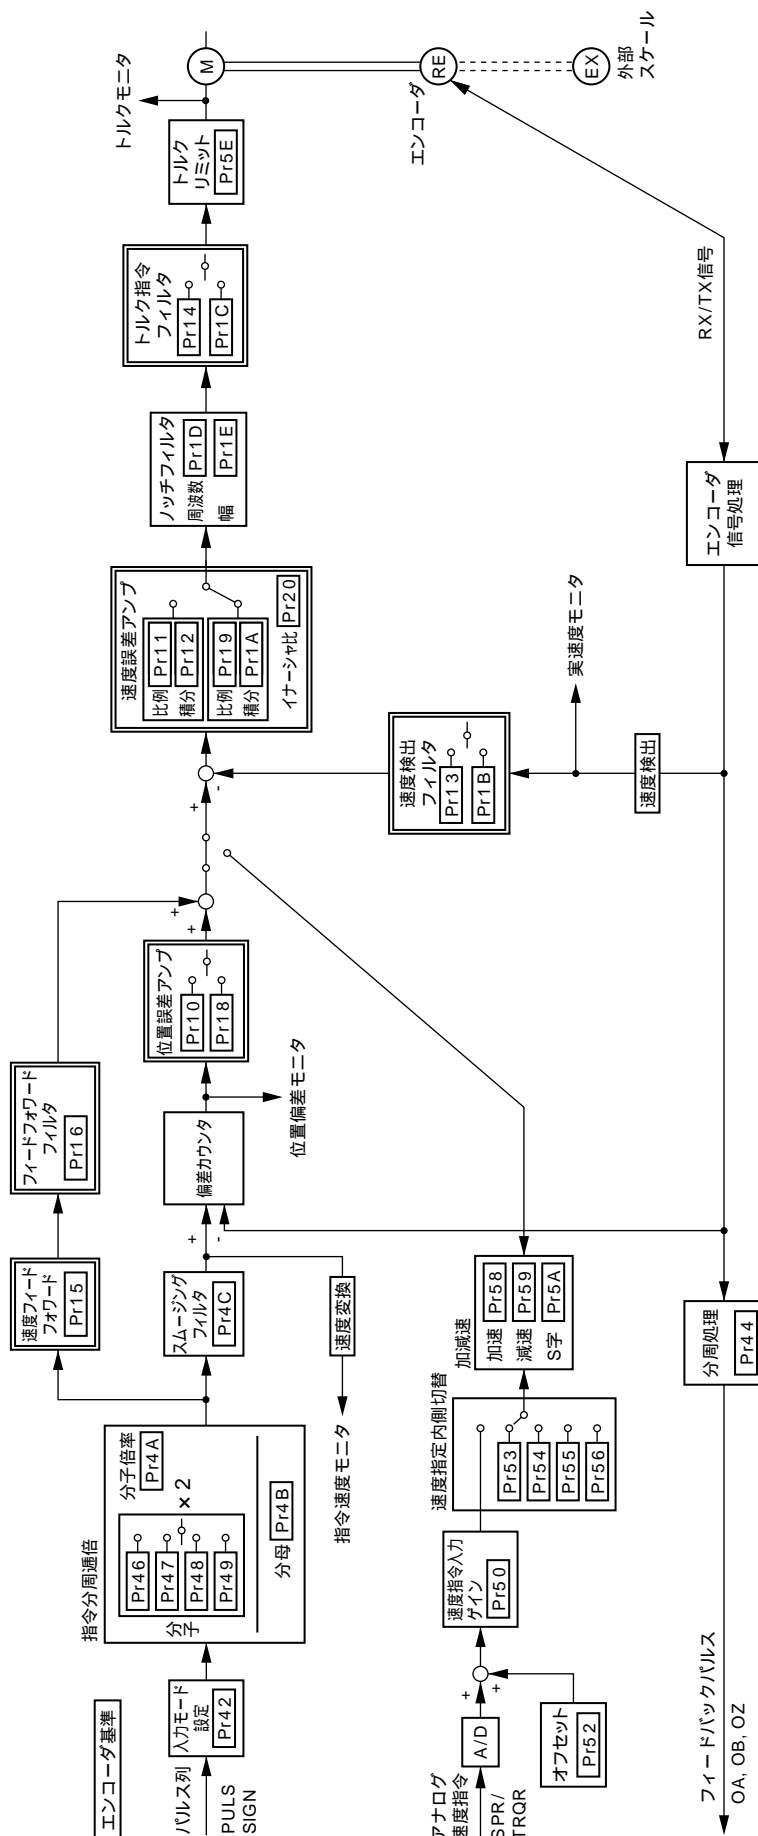 エンコーダ基準
パルス列
PULS
SIGN
入力モード
設定
Pr42
指令分周逓倍
分子
Pr46
Pr47
Pr48
Pr49
× 2
分子倍率
Pr4A
分母
Pr4B
速度フィード
フォワード
Pr15
フィードフォワード
フィルタ
Pr16
スムージング
フィルタ
Pr4C
速度変換
指令速度モニタ
+
-
偏差カウンタ
位置偏差モニタ
位置誤差アンプ
Pr10
Pr18
+
+
+
-
速度誤差アンプ
比例
Pr11
積分
Pr12
比例
Pr19
積分
Pr1A
イナーシャ比
Pr20
ノッチフィルタ
周波数
Pr1D
幅
Pr1E
トルク指令
フィルタ
Pr14
Pr1C
トルク
リミット
Pr5E
トルクモニタ
M
エンコーダ
RE
EX
外部
スケール
アナログ
速度指令
SPR/
TRQR
A/D
+
+
オフセット
Pr52
速度指令入力
ゲイン
Pr50
速度指定内側切替
Pr53
Pr54
Pr55
Pr56
加減速
加速
Pr58
減速
Pr59
S字
Pr5A
速度検出
フィルタ
Pr13
Pr1B
実速度モニタ
速度検出
RX/TX信号
エンコーダ
信号処理
分周処理
Pr44
フィードバックパルス
OA, OB, OZ